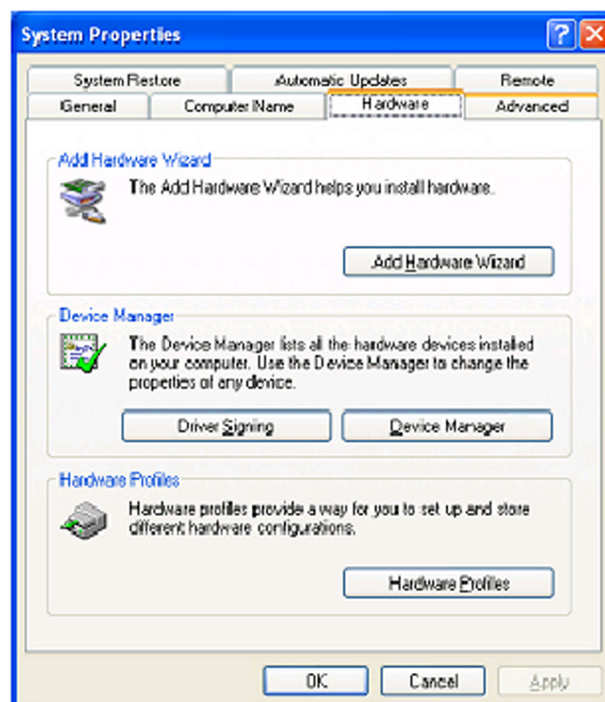 System Properties
System Restore Automatic Updates Remote
General Computer Name Hardware Advanced
Add Hardware Wizard
The Add Hardware Wizard helps you install hardware.
Add Hardware Wizard
Device Manager
The Device Manager lists all the hardware devices installed
on your computer. Use the Device Manager to change the
properties of any device.
Driver Signing Device Manager
Hardware Profiles
Hardware profiles provide a way for you to set up and store
different hardware configurations.
Hardware Profiles
OK Cancel Apply